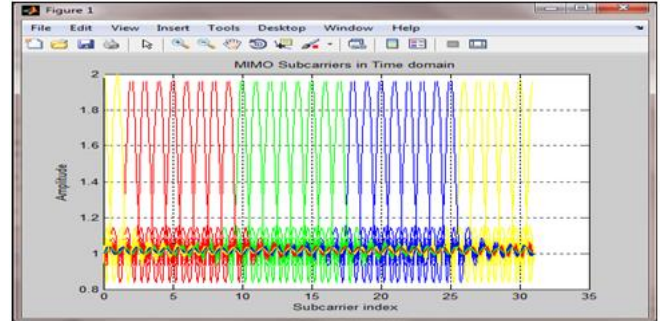 Figure 1
File Edit View Insert Tools Desktop Window Help
MIMO Subcarriers in Time domain
Amplitude
2
1.8
1.6
1.4
1.2
1
0.8
0 5 10 15 20 25 30 35
Subcarrier index